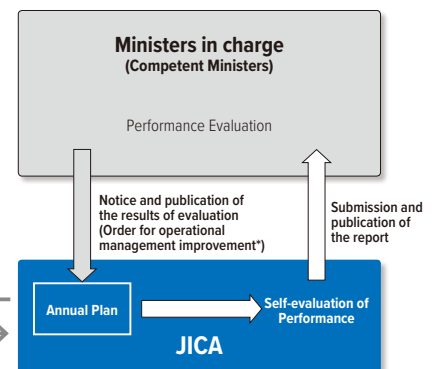 Ministers in charge
(Competent Ministers)
Performance Evaluation
Notice and publication of
the results of evaluation
(Order for operational
management improvement*)
Submission and
publication of
the report
Annual Plan
Self-evaluation of
Performance
JICA